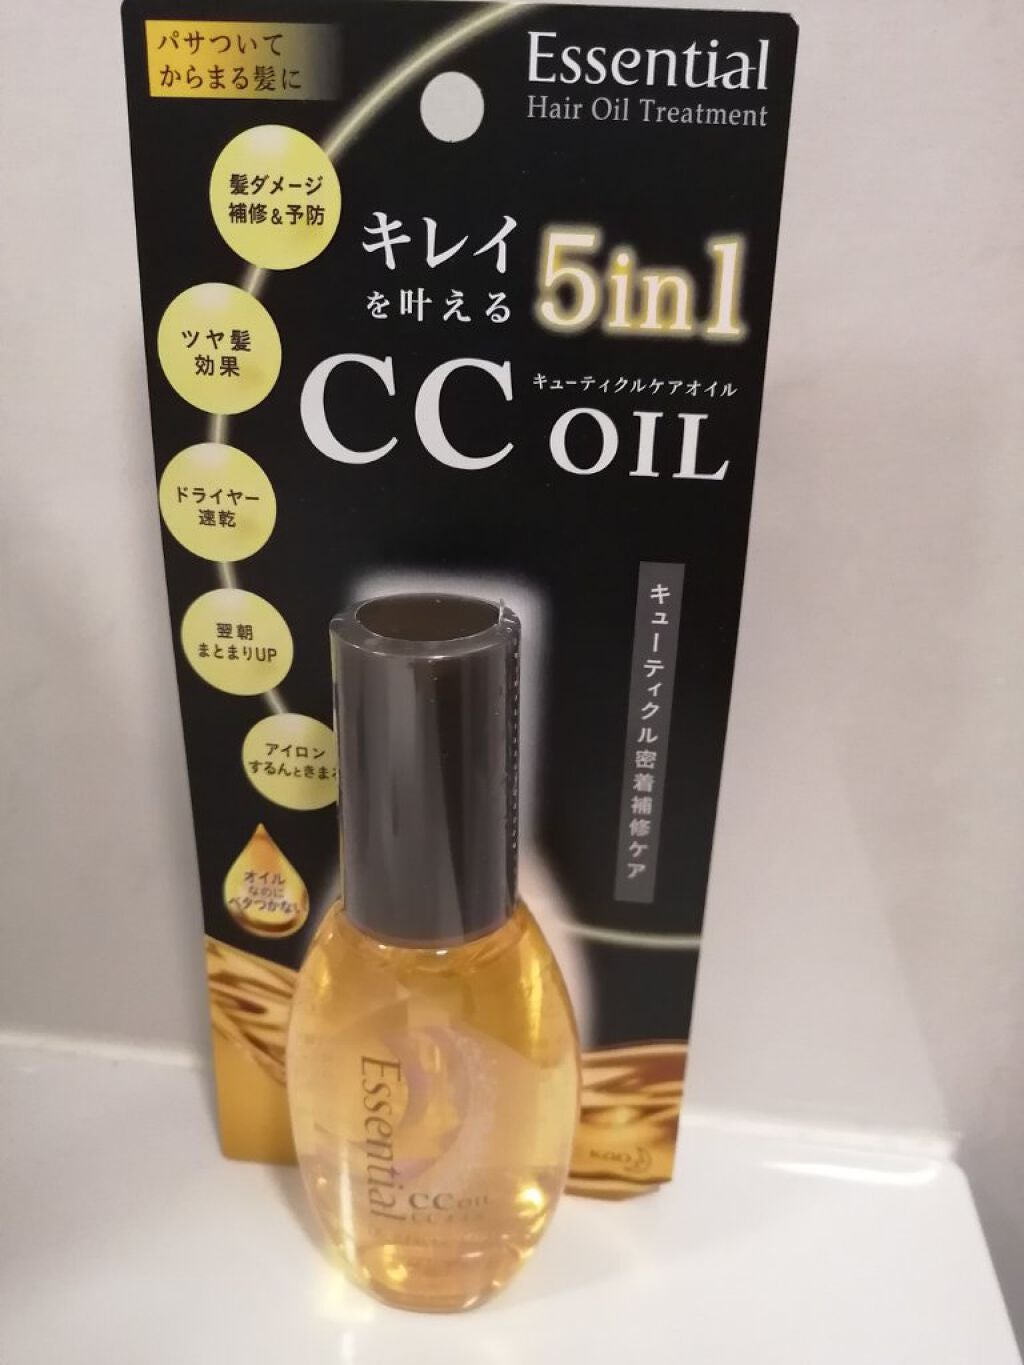 パサついて
からまる髪に
Essential
Hair Oil Treatment
髪ダメージ
補修&予防
キレイ
を叶える
5in1
ツヤ髪
効果
CC OIL
キューティクルケアオイル
ドライヤー
速乾
翌朝
まとまりUP
アイロン
するんときまる
キューティクル密着補修ケア
オイル
なのに
ベタつかない
Essential
CC OIL
Kao